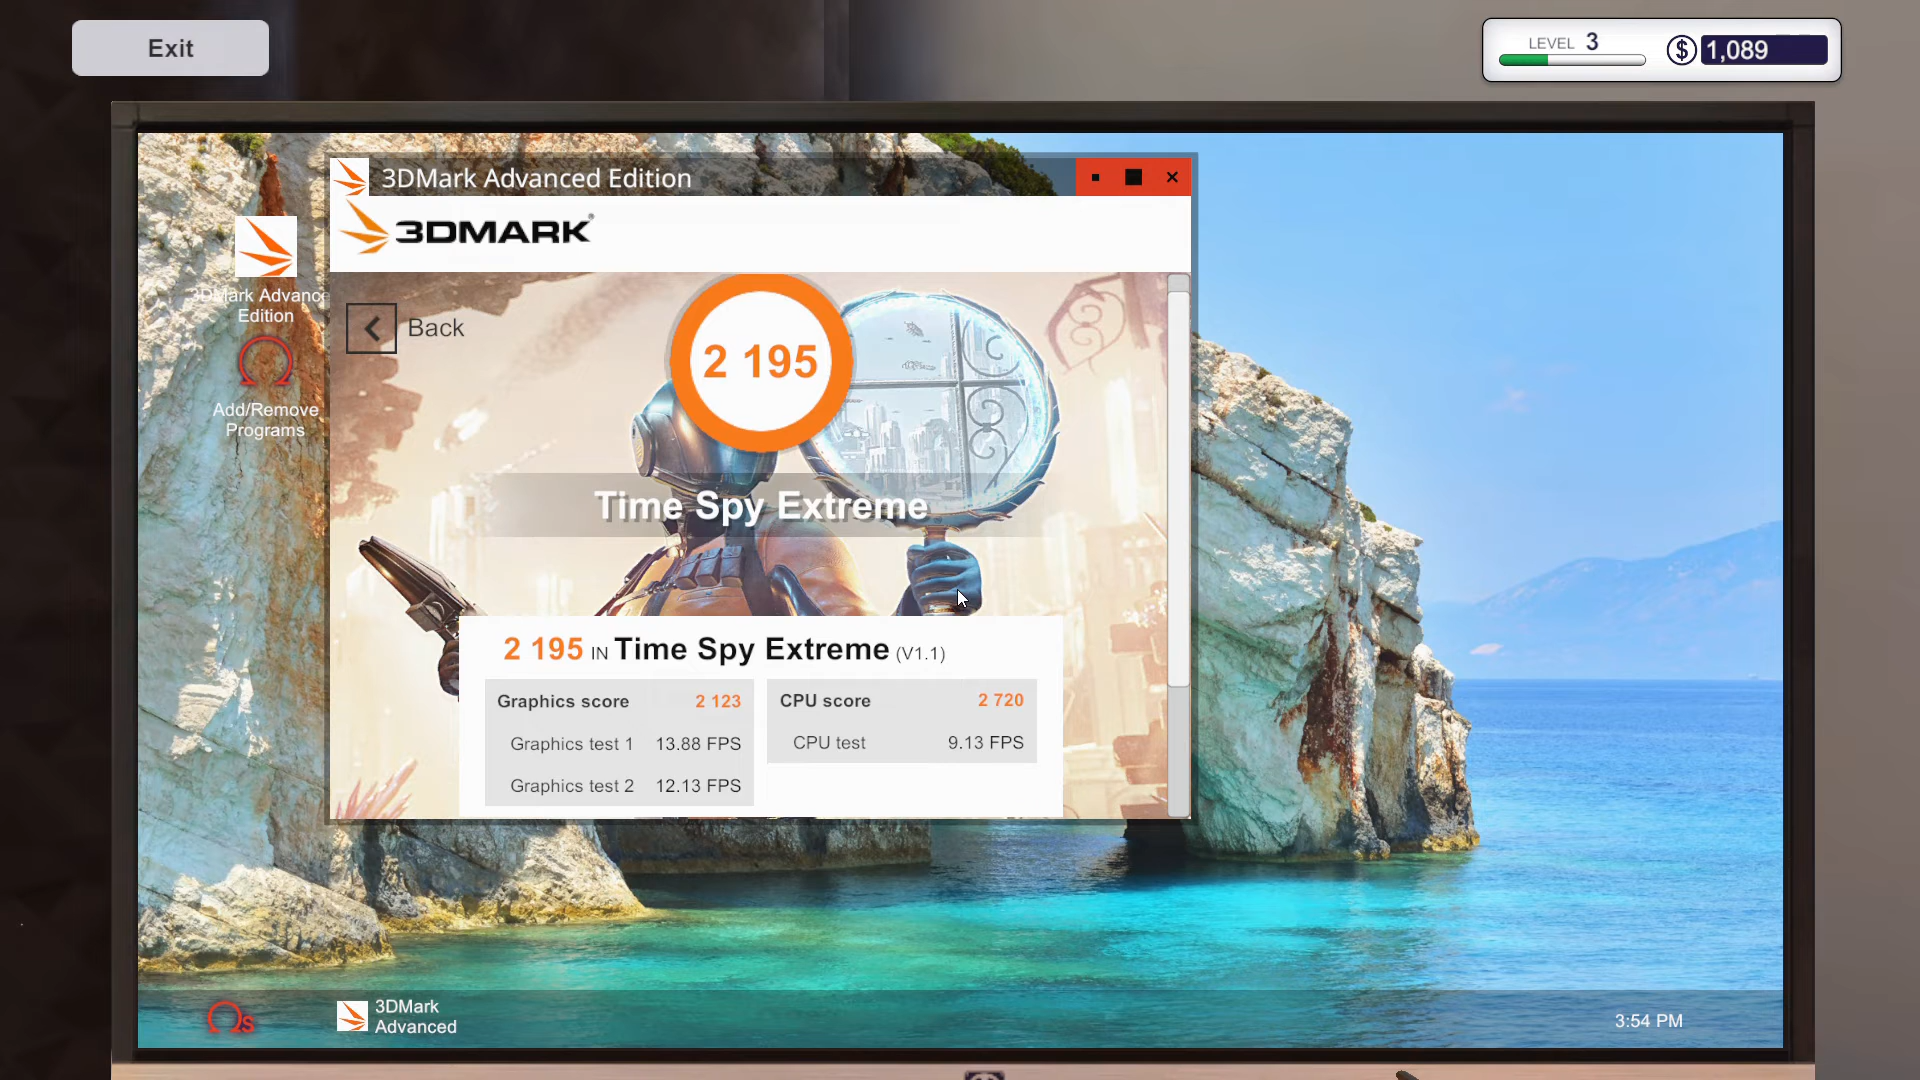 Exit
LEVEL 3
$ 1,089
3DMark Advanced Edition
3DMARK®
3DMark Advance
Edition
Back
2 195
Add/Remove
Programs
Time Spy Extreme
2 195 IN Time Spy Extreme (V1.1)
Graphics score 2 123
Graphics test 1 13.88 FPS
Graphics test 2 12.13 FPS
CPU score 2 720
CPU test 9.13 FPS
Ωs
3DMark
Advanced
3:54 PM